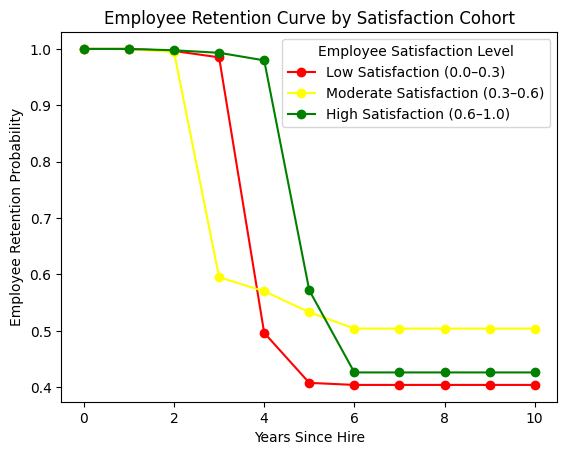 Employee Retention Curve by Satisfaction Cohort
Employee Satisfaction Level
Low Satisfaction (0.0–0.3)
Moderate Satisfaction (0.3–0.6)
High Satisfaction (0.6–1.0)
Employee Retention Probability
1.0
0.9
0.8
0.7
0.6
0.5
0.4
0 2 4 6 8 10
Years Since Hire